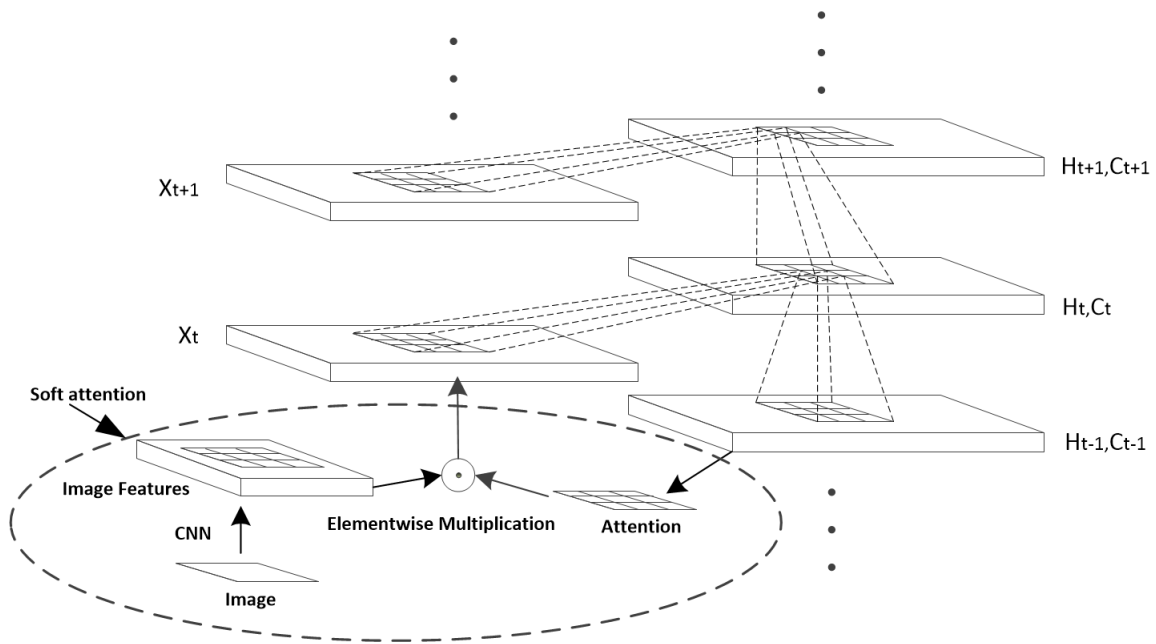 Ht+1,Ct+1
Xt+1
Ht,Ct
Xt
Soft attention
Ht-1,Ct-1
Image Features
Elementwise Multiplication
Attention
CNN
Image